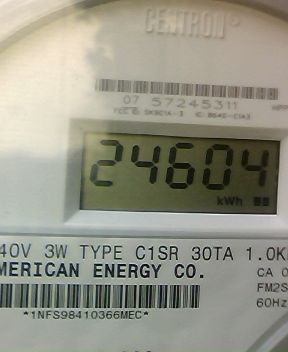 CENTRON®
07 57245311
24604
kWh
40V 3W TYPE C1SR 30TA 1.0K
MERICAN ENERGY CO.
CA 0
FM2S
60Hz
*1NFS98410366MEC*